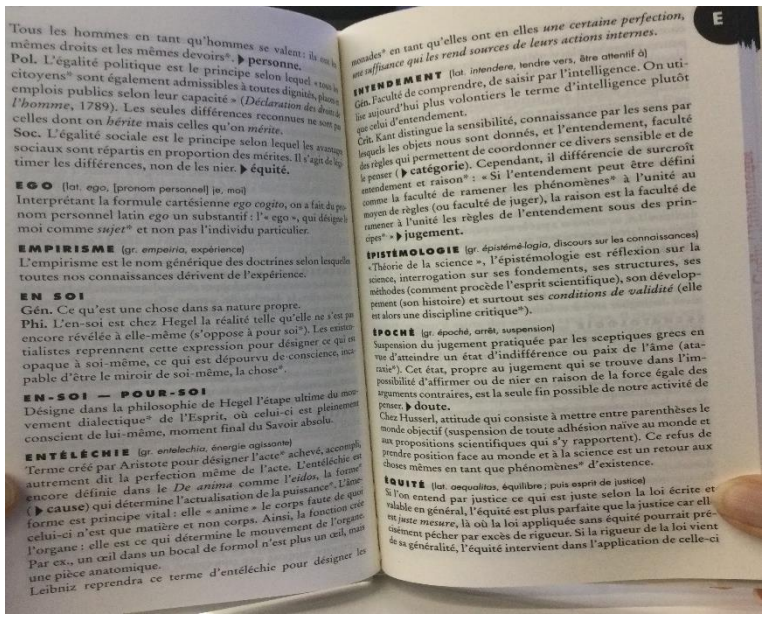 Tous les hommes en tant qu'hommes se valent : ils ont les
mêmes droits et les mêmes devoirs*. ▶ personne.
Pol. L'égalité politique est le principe selon lequel « tous les
citoyens* sont également admissibles à toutes dignités, places et
emplois publics selon leur capacité » (Déclaration des droits de
l'homme, 1789). Les seules différences reconnues ne sont pas
celles dont on hérite mais celles qu'on mérite.
Soc. L'égalité sociale est le principe selon lequel les avantages
sociaux sont répartis en proportion des mérites. Il s'agit de légi-
timer les différences, non de les nier. ▶ équité.
EGO (lat. ego, [pronom personnel] je, moi)
Interprétant la formule cartésienne ego cogito, on a fait du pro-
nom personnel latin ego un substantif : l'« ego », qui désigne le
moi comme sujet* et non pas l'individu particulier.
EMPIRISME (gr. empeiria, expérience)
L'empirisme est le nom générique des doctrines selon lesquelles
toutes nos connaissances dérivent de l'expérience.
EN SOI
Gén. Ce qu'est une chose dans sa nature propre.
Phi. L'en-soi est chez Hegel la réalité telle qu'elle ne s'est pas
encore révélée à elle-même (s'oppose à pour soi*). Les existen-
tialistes reprennent cette expression pour désigner ce qui est
opaque à soi-même, ce qui est dépourvu de conscience, inca-
pable d'être le miroir de soi-même, la chose*.
EN-SOI — POUR-SOI
Désigne dans la philosophie de Hegel l'étape ultime du mou-
vement dialectique* de l'Esprit, où celui-ci est pleinement
conscient de lui-même, moment final du Savoir absolu.
ENTÉLÉCHIE (gr. entelechia, énergie agissante)
Terme créé par Aristote pour désigner l'acte* achevé, accompli,
autrement dit la perfection même de l'acte. L'entéléchie est
encore définie dans le De anima comme l'eidos, la forme*
(▶ cause) qui détermine l'actualisation de la puissance*. L'âme-
forme est principe vital : elle « anime » le corps faute de quoi
celui-ci n'est que matière et non corps. Ainsi, la fonction crée
l'organe : elle est ce qui détermine le mouvement de l'organe.
Par ex., un œil dans un bocal de formol n'est plus un œil, mais
une pièce anatomique.
Leibniz reprendra ce terme d'entéléchie pour désigner les
E
monades* en tant qu'elles ont en elles une certaine perfection,
une suffisance qui les rend sources de leurs actions internes.
ENTENDEMENT (lat. intendere, tendre vers, être attentif à)
Gén. Faculté de comprendre, de saisir par l'intelligence. On uti-
lise aujourd'hui plus volontiers le terme d'intelligence plutôt
que celui d'entendement.
Crit. Kant distingue la sensibilité, connaissance par les sens par
lesquels les objets nous sont donnés, et l'entendement, faculté
des règles qui permettent de coordonner ce divers sensible et de
le penser (▶ catégorie). Cependant, il différencie de surcroît
entendement et raison* : « Si l'entendement peut être défini
comme la faculté de ramener les phénomènes* à l'unité au
moyen de règles (ou faculté de juger), la raison est la faculté de
ramener à l'unité les règles de l'entendement sous des prin-
cipes* » ▶ jugement.
ÉPISTÉMOLOGIE (gr. épistémè-logia, discours sur les connaissances)
« Théorie de la science », l'épistémologie est réflexion sur la
science, interrogation sur ses fondements, ses structures, ses
méthodes (comment procède l'esprit scientifique), son dévelop-
pement (son histoire) et surtout ses conditions de validité (elle
est alors une discipline critique*).
ÉPOCHÈ (gr. épochè, arrêt, suspension)
Suspension du jugement pratiquée par les sceptiques grecs en
vue d'atteindre un état d'indifférence ou paix de l'âme (ata-
raxie*). Cet état, propre au jugement qui se trouve dans l'im-
possibilité d'affirmer ou de nier en raison de la force égale des
arguments contraires, est la seule fin possible de notre activité de
penser. ▶ doute.
Chez Husserl, attitude qui consiste à mettre entre parenthèses le
monde objectif (suspension de toute adhésion naïve au monde et
aux propositions scientifiques qui s'y rapportent). Ce refus de
prendre position face au monde et à la science est un retour aux
choses mêmes en tant que phénomènes* d'existence.
ÉQUITÉ (lat. aequalitas, équilibre ; puis esprit de justice)
Si l'on entend par justice ce qui est juste selon la loi écrite et
valable en général, l'équité est plus parfaite que la justice car elle
est juste mesure, là où la loi appliquée sans équité pourrait pré-
cisément pécher par excès de rigueur. Si la rigueur de la loi vient
de sa généralité, l'équité intervient dans l'application de celle-ci